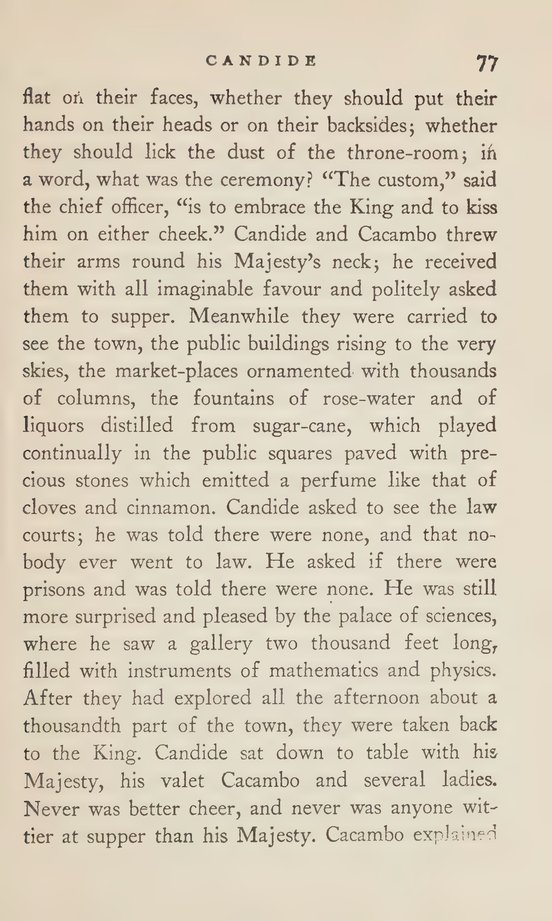 CANDIDE 77
flat on their faces, whether they should put their
hands on their heads or on their backsides; whether
they should lick the dust of the throne-room; in
a word, what was the ceremony? “The custom,” said
the chief officer, “is to embrace the King and to kiss
him on either cheek.” Candide and Cacambo threw
their arms round his Majesty’s neck; he received
them with all imaginable favour and politely asked
them to supper. Meanwhile they were carried to
see the town, the public buildings rising to the very
skies, the market-places ornamented with thousands
of columns, the fountains of rose-water and of
liquors distilled from sugar-cane, which played
continually in the public squares paved with pre-
cious stones which emitted a perfume like that of
cloves and cinnamon. Candide asked to see the law
courts; he was told there were none, and that no-
body ever went to law. He asked if there were
prisons and was told there were none. He was still
more surprised and pleased by the palace of sciences,
where he saw a gallery two thousand feet long,
filled with instruments of mathematics and physics.
After they had explored all the afternoon about a
thousandth part of the town, they were taken back
to the King. Candide sat down to table with his
Majesty, his valet Cacambo and several ladies.
Never was better cheer, and never was anyone wit-
tier at supper than his Majesty. Cacambo explained